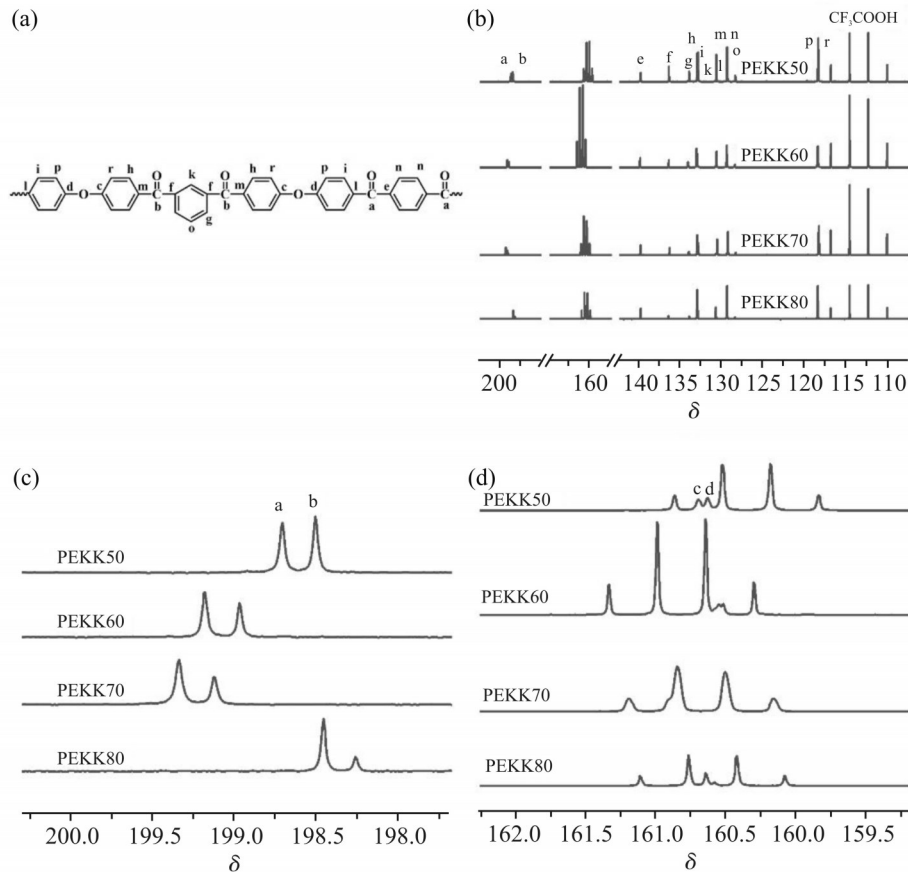 (a)
i p r h O k O h r p i O n n O
l d O c m b f f b m c O d l a e a
o g
(b)
CF₃COOH
a b e f g h i k l m n o p r
PEKK50
PEKK60
PEKK70
PEKK80
200 160 140 135 130 125 120 115 110
δ
(c)
a b
PEKK50
PEKK60
PEKK70
PEKK80
200.0 199.5 199.0 198.5 198.0
δ
(d)
c d
PEKK50
PEKK60
PEKK70
PEKK80
162.0 161.5 161.0 160.5 160.0 159.5
δ